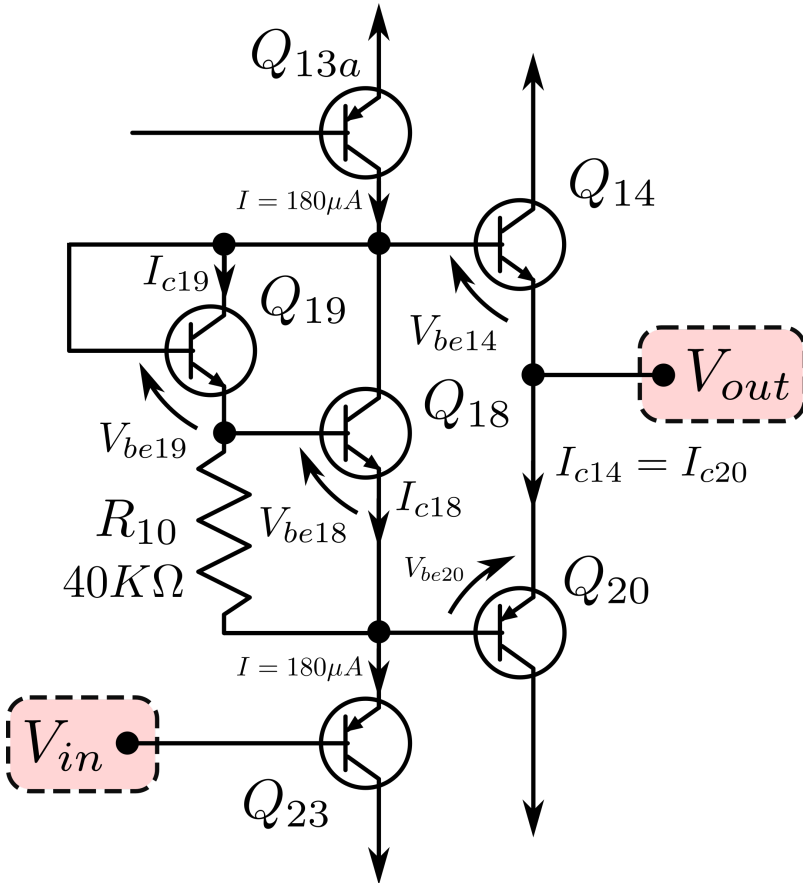 Q13a
I = 180μA
Q14
Ic19
Q19
Vbe14
Vout
Q18
Vbe19
Ic14 = Ic20
R10
40KΩ
Vbe18
Ic18
Vbe20
Q20
I = 180μA
Vin
Q23